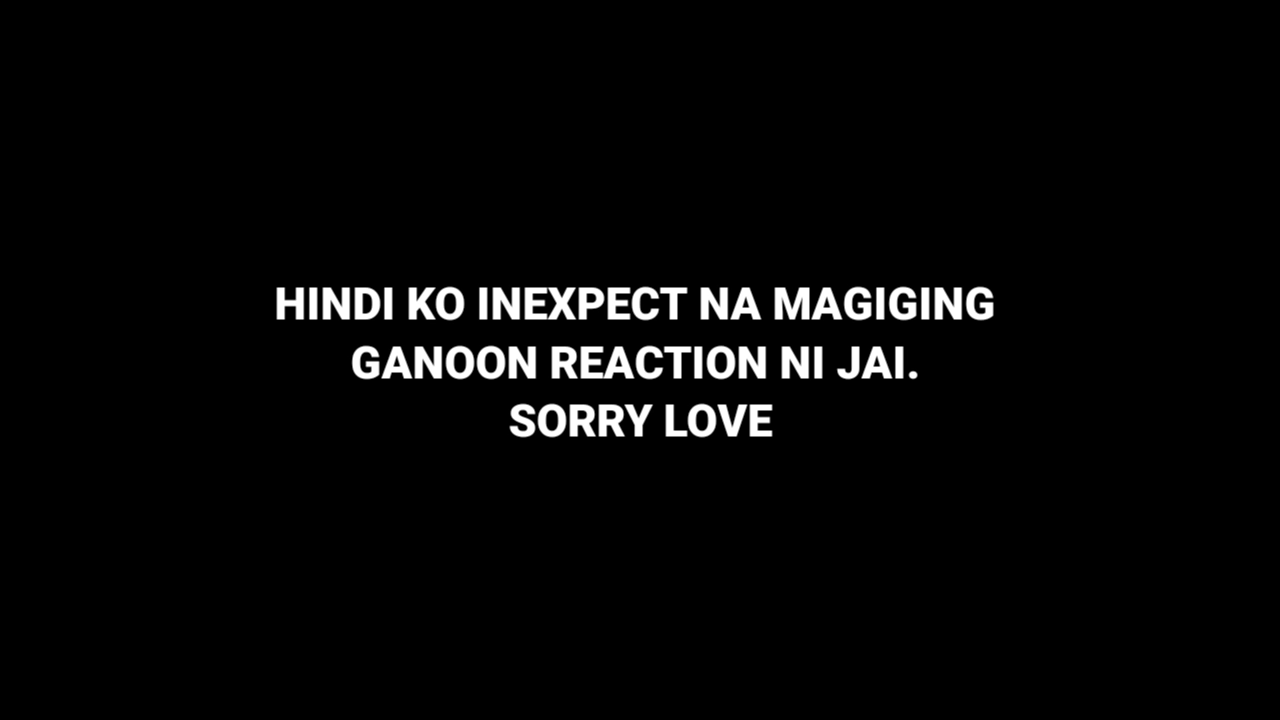 HINDI KO INEXPECT NA MAGIGING
GANOON REACTION NI JAI.
SORRY LOVE